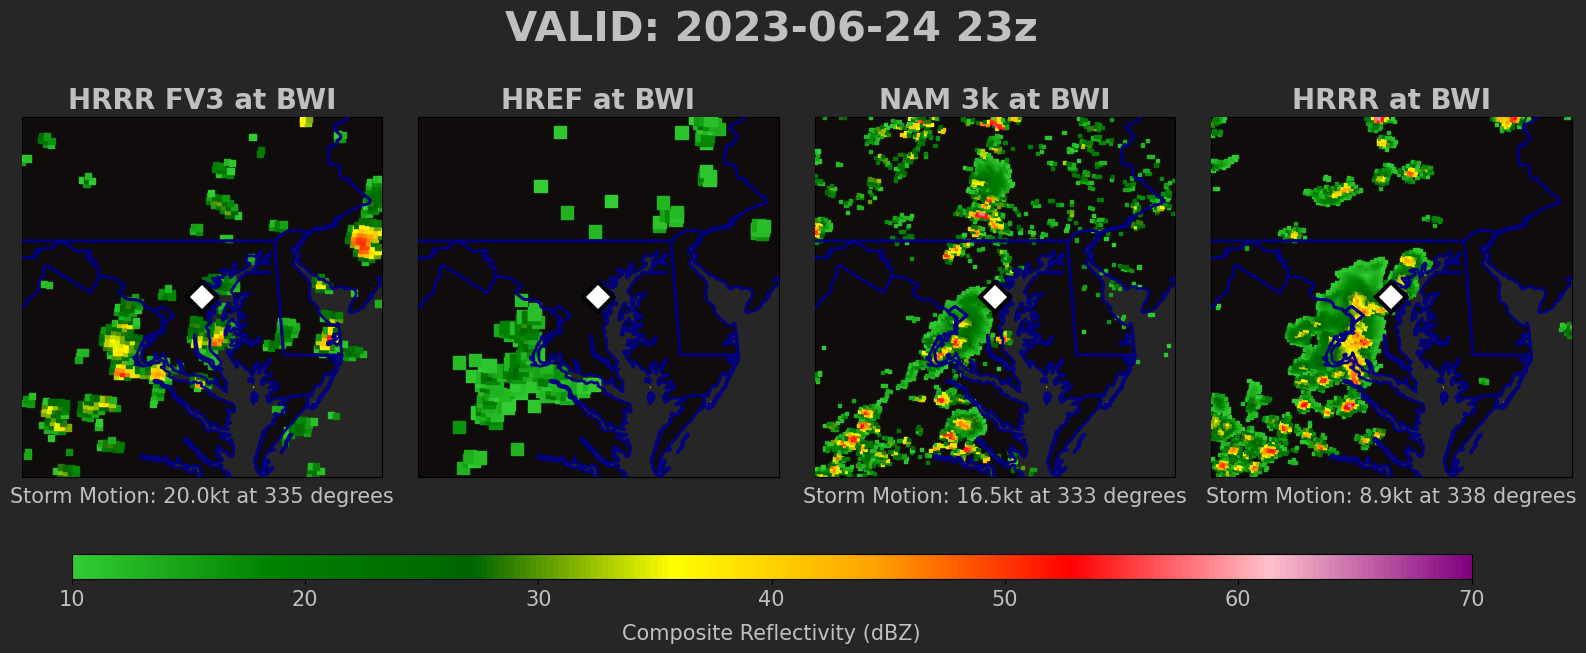 VALID: 2023-06-24 23z
HRRR FV3 at BWI
HREF at BWI
NAM 3k at BWI
HRRR at BWI
Storm Motion: 20.0kt at 335 degrees
Storm Motion: 16.5kt at 333 degrees
Storm Motion: 8.9kt at 338 degrees
10 20 30 40 50 60 70
Composite Reflectivity (dBZ)